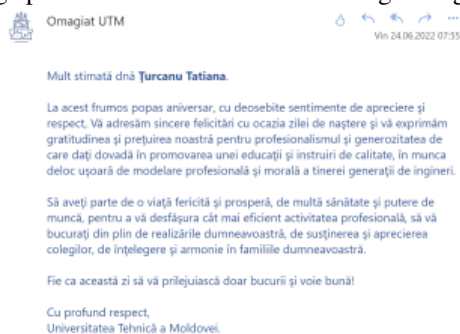 Omagiat UTM
Vin 24.06.2022 07:55
Mult stimată dnă Țurcanu Tatiana.
La acest frumos popas aniversar, cu deosebite sentimente de apreciere și
respect, Vă adresăm sincere felicitări cu ocazia zilei de naștere și vă exprimăm
gratitudinea și prețuirea noastră pentru profesionalismul și generozitatea de
care dați dovadă în promovarea unei educații și instruiri de calitate, în munca
deloc ușoară de modelare profesională și morală a tinerei generații de ingineri.
Să aveți parte de o viață fericită și prosperă, de multă sănătate și putere de
muncă, pentru a vă desfășura cât mai eficient activitatea profesională, să vă
bucurați din plin de realizările dumneavoastră, de susținerea și aprecierea
colegilor, de înțelegere și armonie în familiile dumneavoastră.
Fie ca această zi să vă prilejuiască doar bucurii și voie bună!
Cu profund respect,
Universitatea Tehnică a Moldovei.